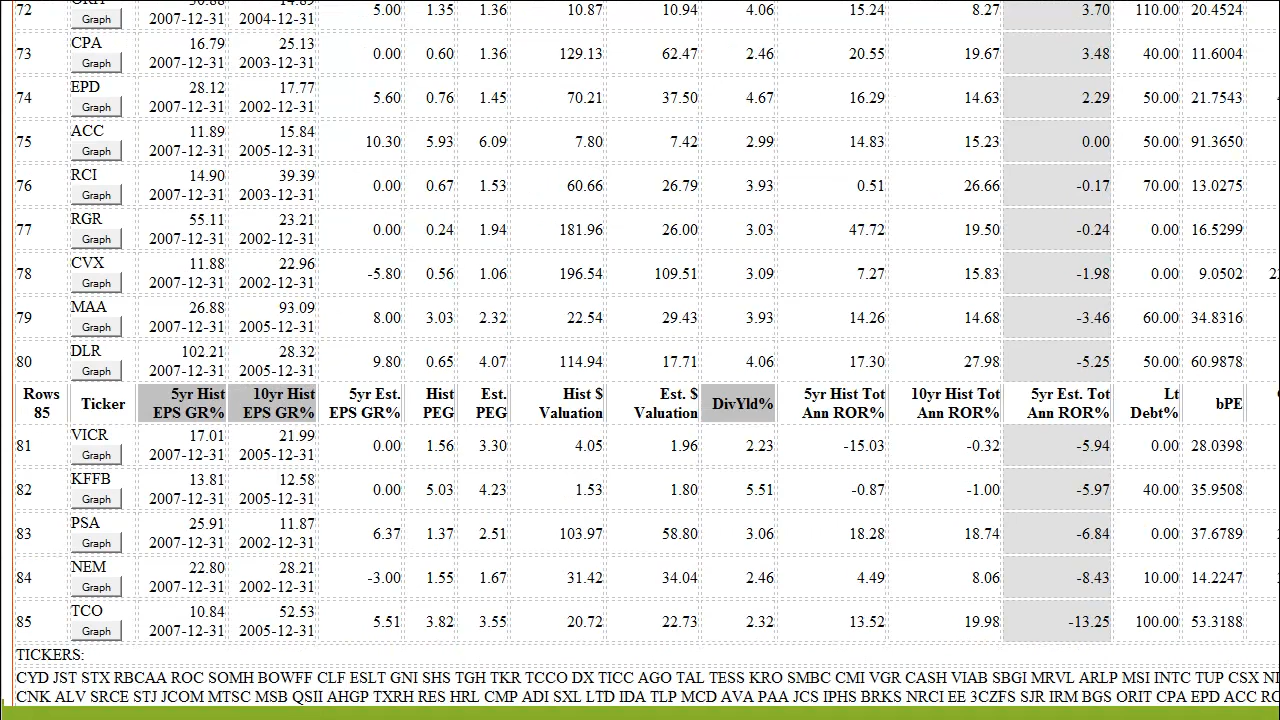 72 ORIT 5.00 1.35 1.36 10.87 10.94 4.06 15.24 8.27 3.70 110.00 20.4524
Graph 2007-12-31 2004-12-31
73 CPA 16.79 25.13 0.00 0.60 1.36 129.13 62.47 2.46 20.55 19.67 3.48 40.00 11.6004
Graph 2007-12-31 2003-12-31
74 EPD 28.12 17.77 5.60 0.76 1.45 70.21 37.50 4.67 16.29 14.63 2.29 50.00 21.7543
Graph 2007-12-31 2002-12-31
75 ACC 11.89 15.84 10.30 5.93 6.09 7.80 7.42 2.99 14.83 15.23 0.00 50.00 91.3650
Graph 2007-12-31 2005-12-31
76 RCI 14.90 39.39 0.00 0.67 1.53 60.66 26.79 3.93 0.51 26.66 -0.17 70.00 13.0275
Graph 2007-12-31 2003-12-31
77 RGR 55.11 23.21 0.00 0.24 1.94 181.96 26.00 3.03 47.72 19.50 -0.24 0.00 16.5299
Graph 2007-12-31 2002-12-31
78 CVX 11.88 22.96 -5.80 0.56 1.06 196.54 109.51 3.09 7.27 15.83 -1.98 0.00 9.0502
Graph 2007-12-31 2002-12-31
79 MAA 26.88 93.09 8.00 3.03 2.32 22.54 29.43 3.93 14.26 14.68 -3.46 60.00 34.8316
Graph 2007-12-31 2005-12-31
80 DLR 102.21 28.32 9.80 0.65 4.07 114.94 17.71 4.06 17.30 27.98 -5.25 50.00 60.9878
Graph 2007-12-31 2005-12-31
Rows 5yr Hist 10yr Hist 5yr Est. Hist Est. Hist $ Est. $ 5yr Hist Tot 10yr Hist Tot 5yr Est. Tot Lt
85 Ticker EPS GR% EPS GR% EPS GR% PEG PEG Valuation Valuation DivYld% Ann ROR% Ann ROR% Ann ROR% Debt% bPE
81 VICR 17.01 21.99 0.00 1.56 3.30 4.05 1.96 2.23 -15.03 -0.32 -5.94 0.00 28.0398
Graph 2007-12-31 2005-12-31
82 KFFB 13.81 12.58 0.00 5.03 4.23 1.53 1.80 5.51 -0.87 -1.00 -5.97 40.00 35.9508
Graph 2007-12-31 2005-12-31
83 PSA 25.91 11.87 6.37 1.37 2.51 103.97 58.80 3.06 18.28 18.74 -6.84 0.00 37.6789
Graph 2007-12-31 2002-12-31
84 NEM 22.80 28.21 -3.00 1.55 1.67 31.42 34.04 2.46 4.49 8.06 -8.43 10.00 14.2247
Graph 2007-12-31 2002-12-31
85 TCO 10.84 52.53 5.51 3.82 3.55 20.72 22.73 2.32 13.52 19.98 -13.25 100.00 53.3188
Graph 2007-12-31 2005-12-31
TICKERS:
CYD JST STX RBCAA ROC SOMH BOWFF CLF ESLT GNI SHS TGH TKR TCCO DX TICC AGO TAL TESS KRO SMBC CMI VGR CASH VIAB SBGI MRVL ARLP MSI INTC TUP CSX
CNK ALV SRCE STJ JCOM MTSC MSB QSII AHGP TXRH RES HRL CMP ADI SXL LTD IDA TLP MCD AVA PAA JCS IPHS BRKS NRCI EE 3CZFS SJR IRM BGS ORIT CPA EPD ACC